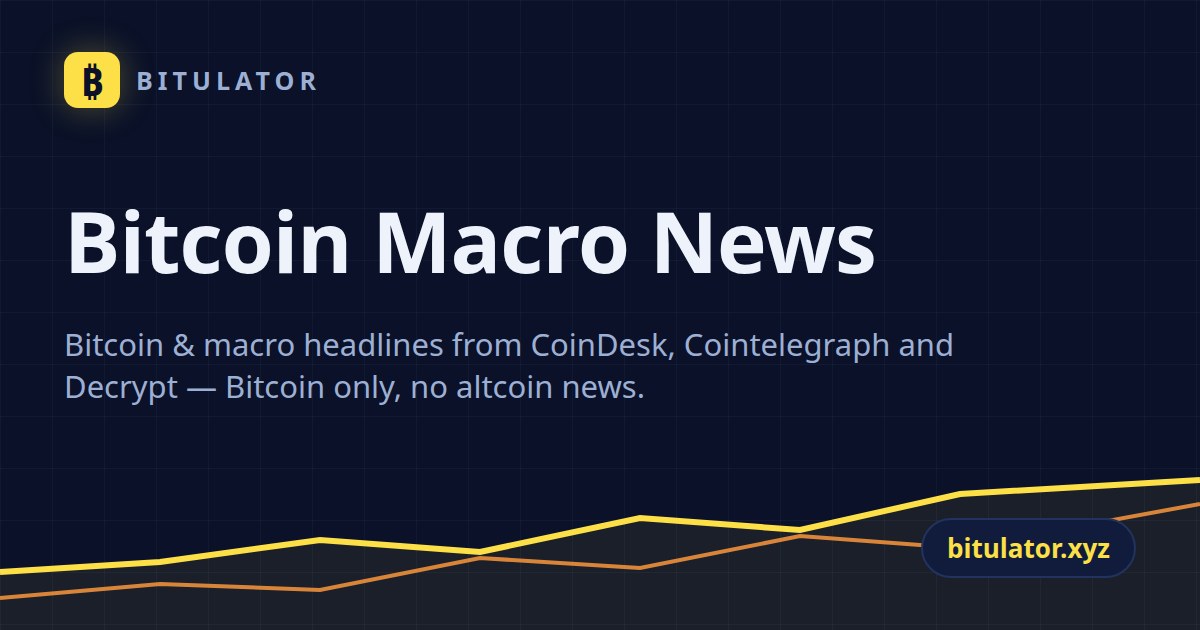 ₿ BITULATOR
Bitcoin Macro News
Bitcoin & macro headlines from CoinDesk, Cointelegraph and
Decrypt — Bitcoin only, no altcoin news.
bitulator.xyz